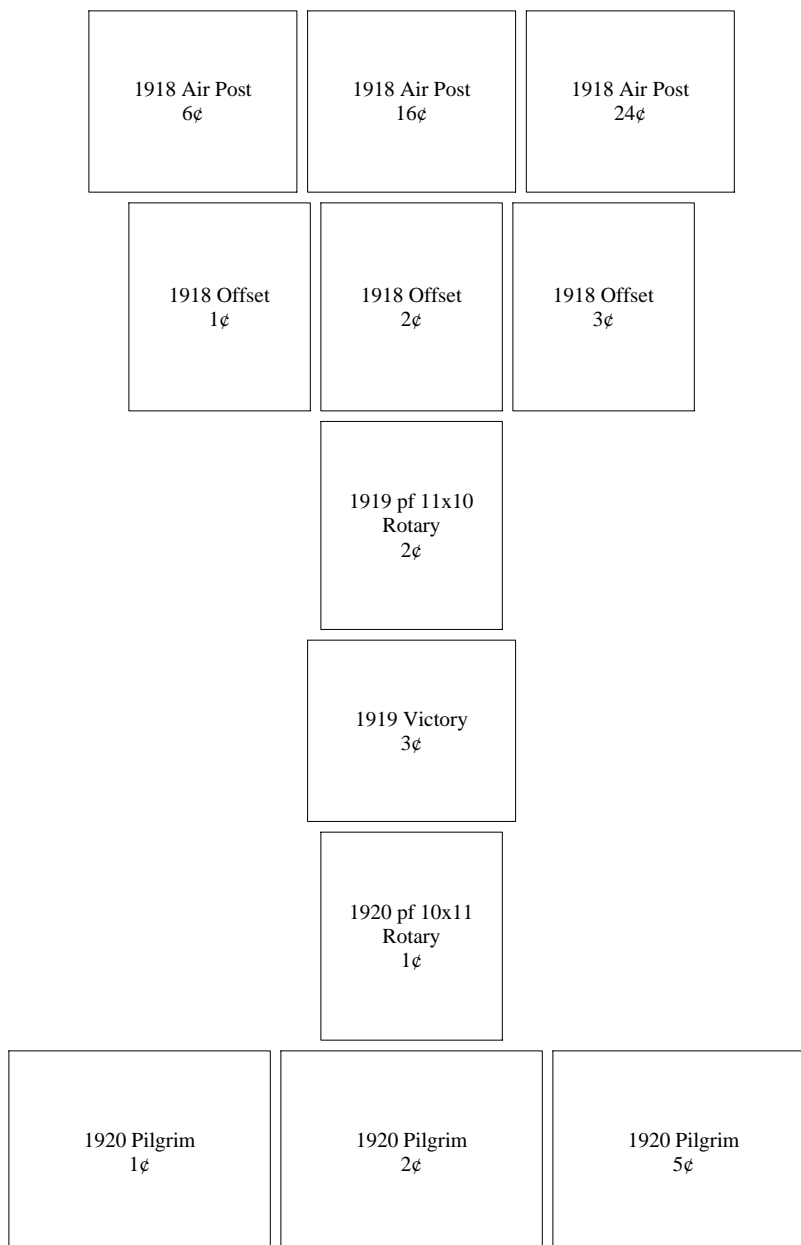 1918 Air Post
6¢
1918 Air Post
16¢
1918 Air Post
24¢
1918 Offset
1¢
1918 Offset
2¢
1918 Offset
3¢
1919 pf 11x10
Rotary
2¢
1919 Victory
3¢
1920 pf 10x11
Rotary
1¢
1920 Pilgrim
1¢
1920 Pilgrim
2¢
1920 Pilgrim
5¢